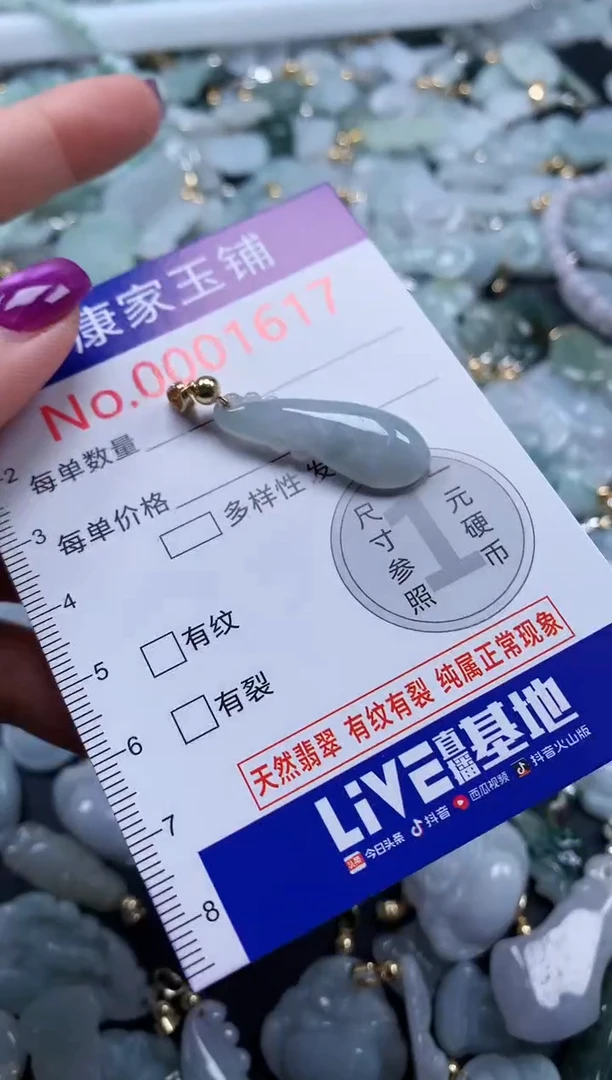 康家玉铺
No.0001617
每单数量
每单价格
多样性 发
尺寸参照
1
元硬币
有纹
有裂
天然翡翠 有纹有裂 纯属正常现象
LiVE直播基地
头条 今日头条 抖音 西瓜视频 抖音火山版
2
3
4
5
6
7
8